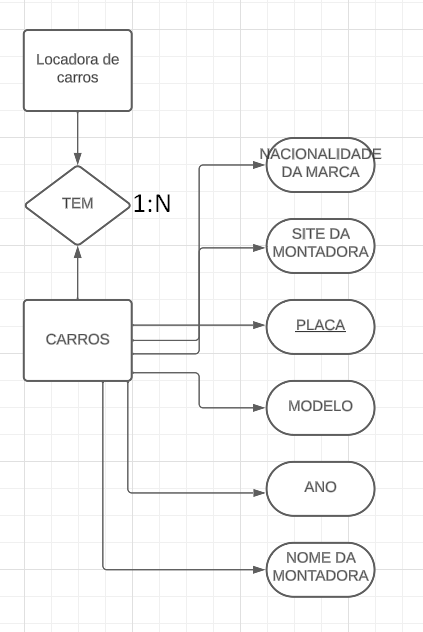 Locadora de
carros
TEM
1:N
CARROS
NACIONALIDADE
DA MARCA
SITE DA
MONTADORA
PLACA
MODELO
ANO
NOME DA
MONTADORA